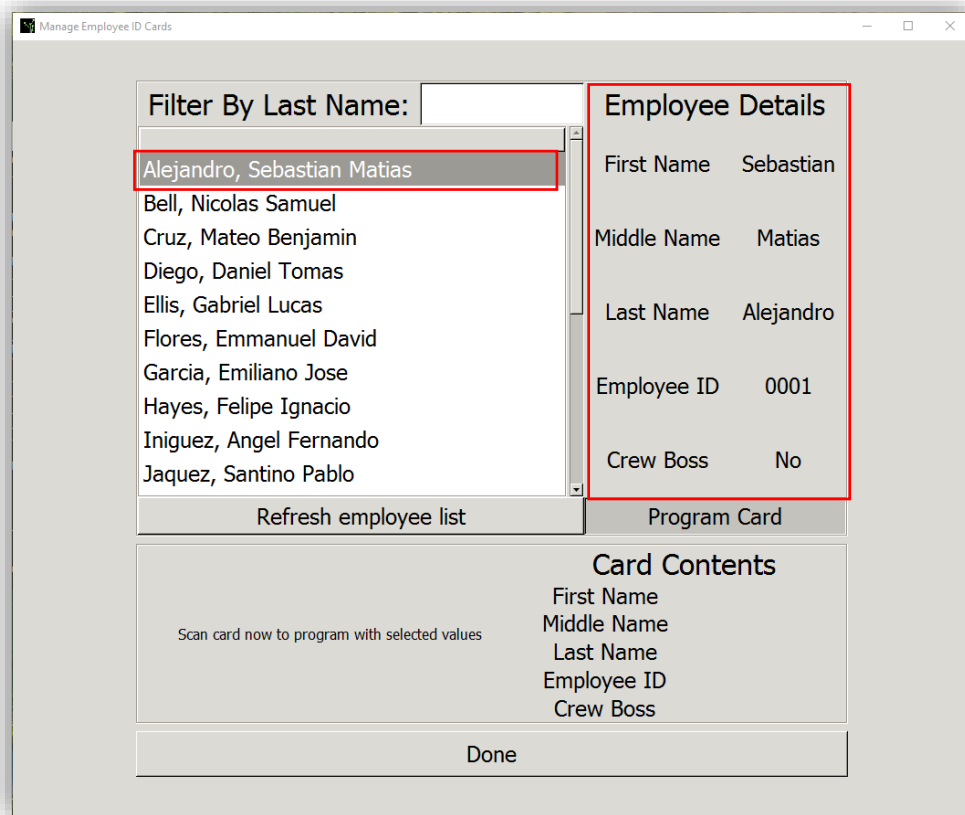 Manage Employee ID Cards
Filter By Last Name:
Alejandro, Sebastian Matias
Bell, Nicolas Samuel
Cruz, Mateo Benjamin
Diego, Daniel Tomas
Ellis, Gabriel Lucas
Flores, Emmanuel David
Garcia, Emiliano Jose
Hayes, Felipe Ignacio
Iniguez, Angel Fernando
Jaquez, Santino Pablo
Refresh employee list
Employee Details
First Name Sebastian
Middle Name Matias
Last Name Alejandro
Employee ID 0001
Crew Boss No
Program Card
Scan card now to program with selected values
Card Contents
First Name
Middle Name
Last Name
Employee ID
Crew Boss
Done